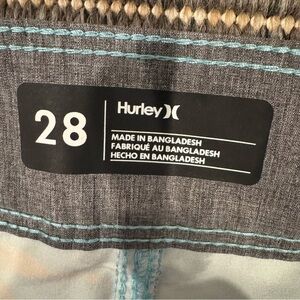 28
Hurley
MADE IN BANGLADESH
FABRIQUÉ AU BANGLADESH
HECHO EN BANGLADESH